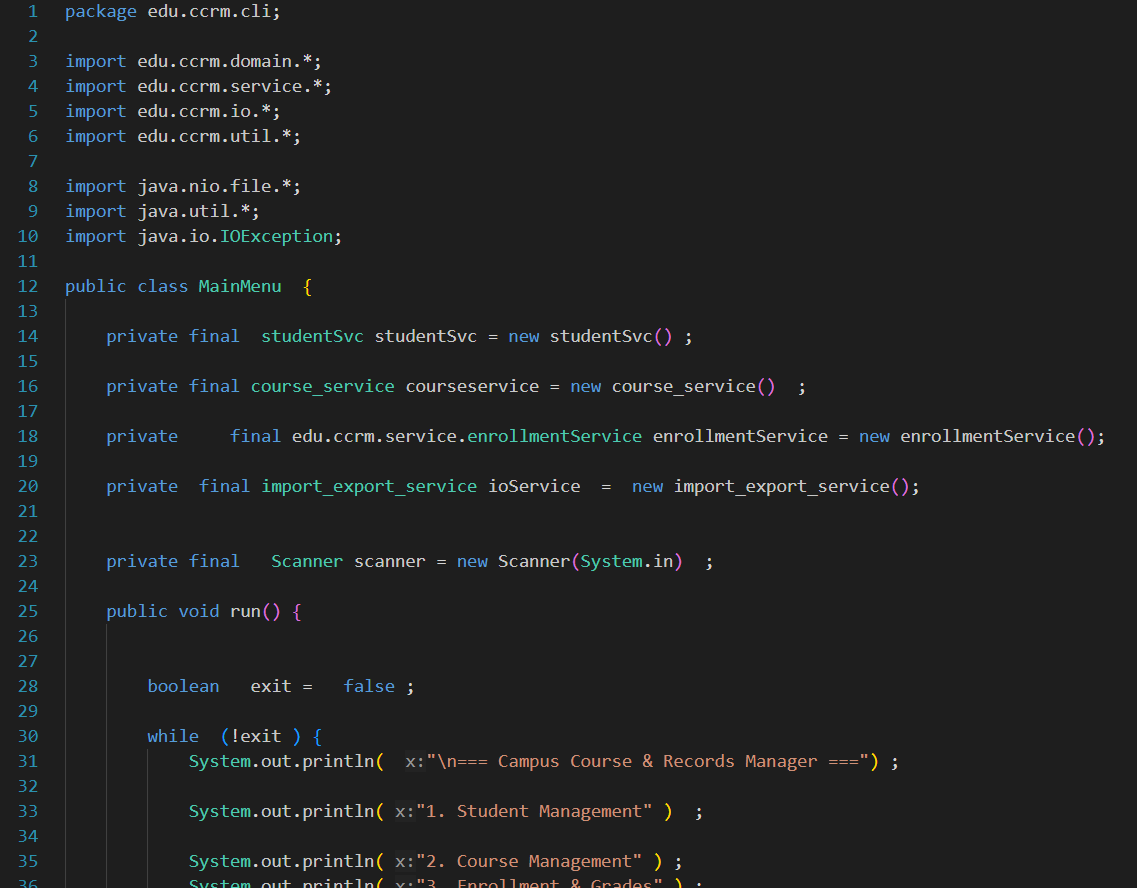 1 package edu.ccrm.cli;
2
3 import edu.ccrm.domain.*;
4 import edu.ccrm.service.*;
5 import edu.ccrm.io.*;
6 import edu.ccrm.util.*;
7
8 import java.nio.file.*;
9 import java.util.*;
10 import java.io.IOException;
11
12 public class MainMenu  {
13
14     private final  studentSvc studentSvc = new studentSvc() ;
15
16     private final course_service courseservice = new course_service()  ;
17
18     private     final edu.ccrm.service.enrollmentService enrollmentService = new enrollmentService();
19
20     private  final import_export_service ioService  =  new import_export_service();
21
22
23     private final   Scanner scanner = new Scanner(System.in)  ;
24
25     public void run() {
26
27
28         boolean   exit =   false ;
29
30         while  (!exit ) {
31             System.out.println(  x:"\n=== Campus Course & Records Manager ===") ;
32
33             System.out.println( x:"1. Student Management" )  ;
34
35             System.out.println( x:"2. Course Management" ) ;
36             System.out.println( x:"3. Enrollment & Grades" ) ;